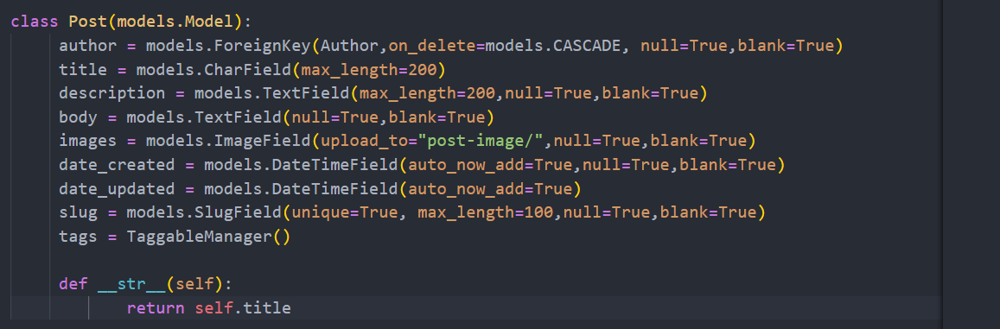 class Post(models.Model):
    author = models.ForeignKey(Author,on_delete=models.CASCADE, null=True,blank=True)
    title = models.CharField(max_length=200)
    description = models.TextField(max_length=200,null=True,blank=True)
    body = models.TextField(null=True,blank=True)
    images = models.ImageField(upload_to="post-image/",null=True,blank=True)
    date_created = models.DateTimeField(auto_now_add=True,null=True,blank=True)
    date_updated = models.DateTimeField(auto_now_add=True)
    slug = models.SlugField(unique=True, max_length=100,null=True,blank=True)
    tags = TaggableManager()

    def __str__(self):
           return self.title